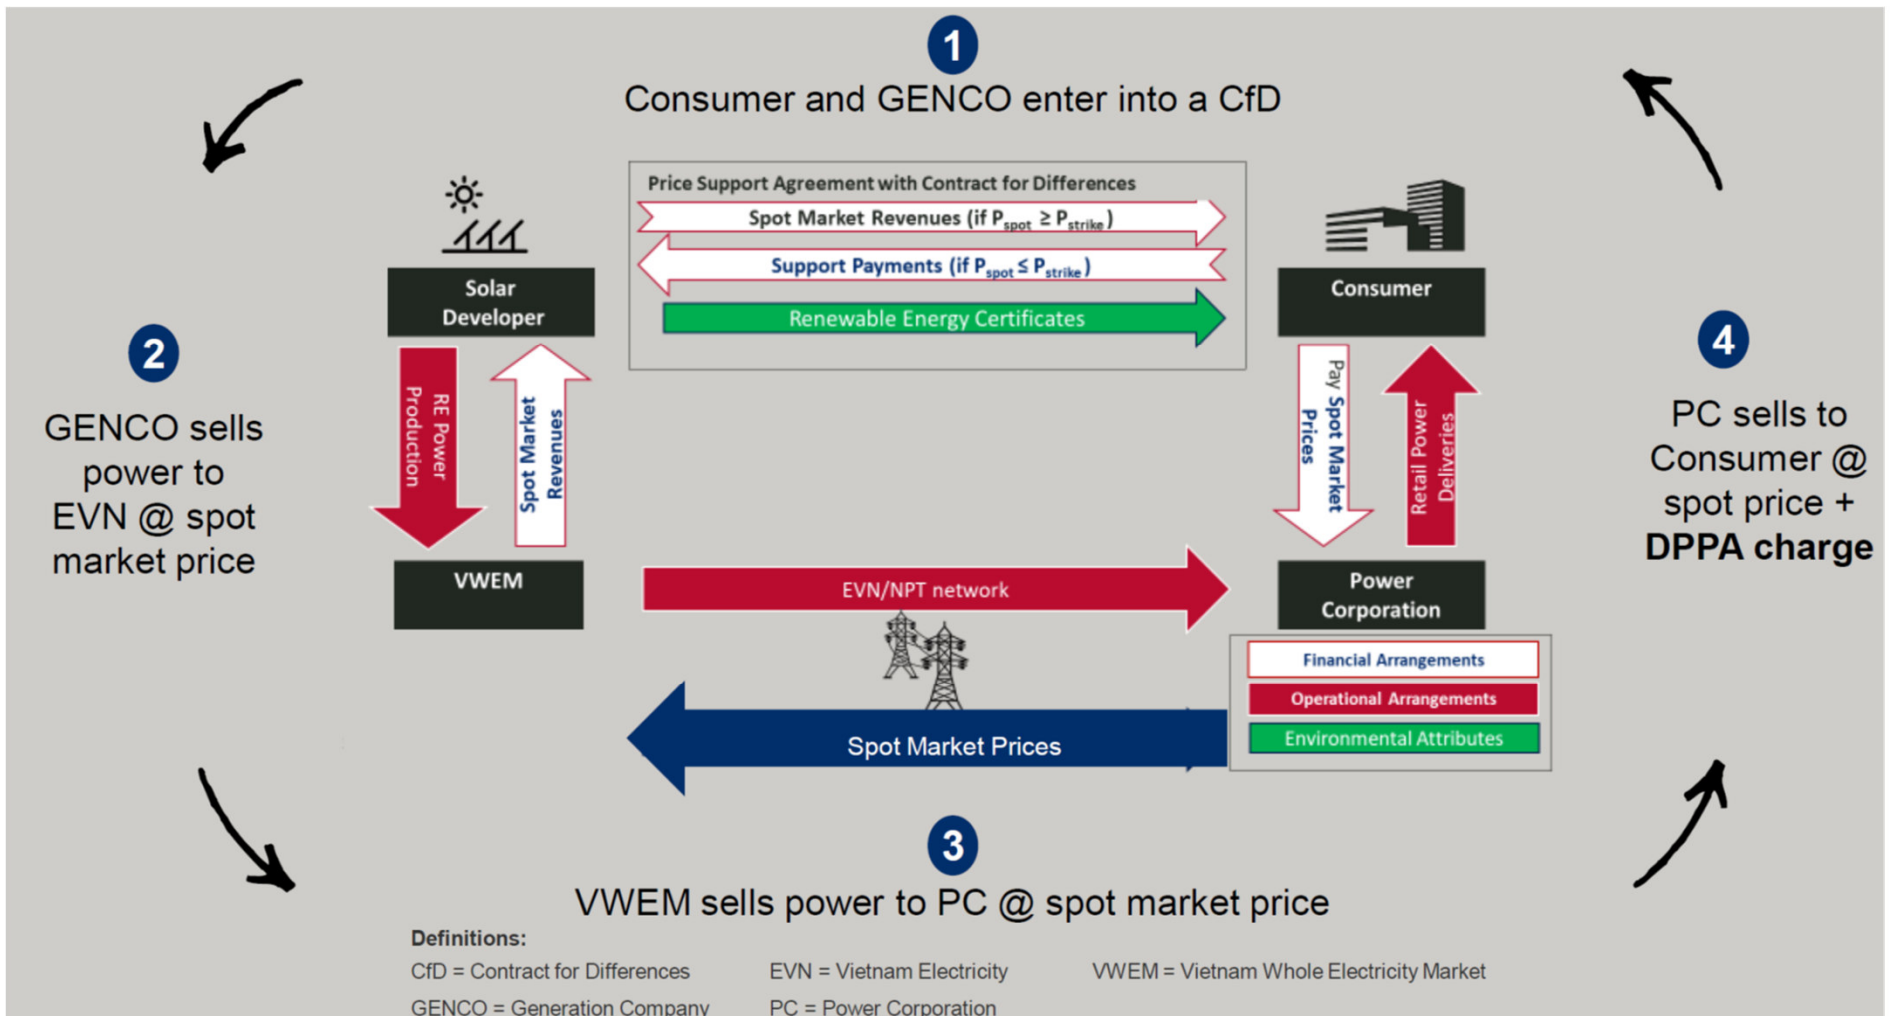 1
Consumer and GENCO enter into a CfD
Price Support Agreement with Contract for Differences
Spot Market Revenues (if Pspot ≥ Pstrike)
Support Payments (if Pspot ≤ Pstrike)
Renewable Energy Certificates
Solar
Developer
Consumer
2
GENCO sells
power to
EVN @ spot
market price
RE Power
Production
Spot Market
Revenues
Pay Spot Market
Prices
Retail Power
Deliveries
4
PC sells to
Consumer @
spot price +
DPPA charge
VWEM
EVN/NPT network
Power
Corporation
Financial Arrangements
Operational Arrangements
Environmental Attributes
Spot Market Prices
3
VWEM sells power to PC @ spot market price
Definitions:
CfD = Contract for Differences
EVN = Vietnam Electricity
VWEM = Vietnam Whole Electricity Market
GENCO = Generation Company
PC = Power Corporation